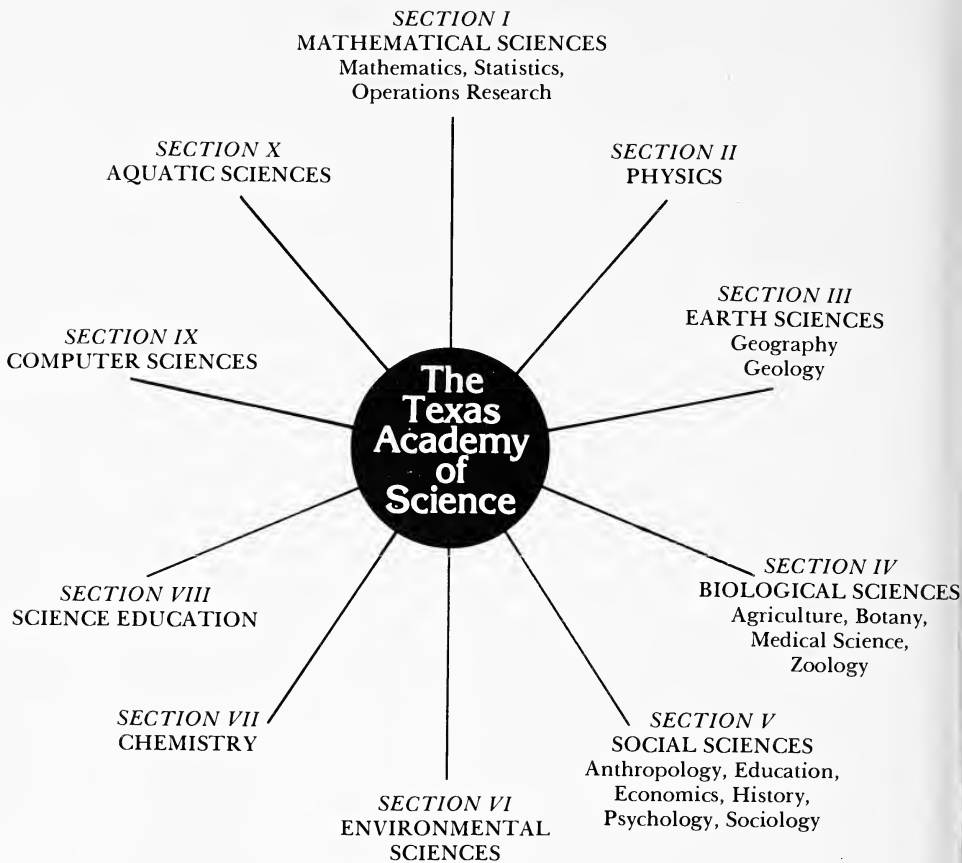 SECTION I
MATHEMATICAL SCIENCES
Mathematics, Statistics,
Operations Research
SECTION II
PHYSICS
SECTION III
EARTH SCIENCES
Geography
Geology
SECTION IV
BIOLOGICAL SCIENCES
Agriculture, Botany,
Medical Science,
Zoology
SECTION V
SOCIAL SCIENCES
Anthropology, Education,
Economics, History,
Psychology, Sociology
SECTION VI
ENVIRONMENTAL
SCIENCES
SECTION VII
CHEMISTRY
SECTION VIII
SCIENCE EDUCATION
SECTION IX
COMPUTER SCIENCES
SECTION X
AQUATIC SCIENCES
The
Texas
Academy
of
Science